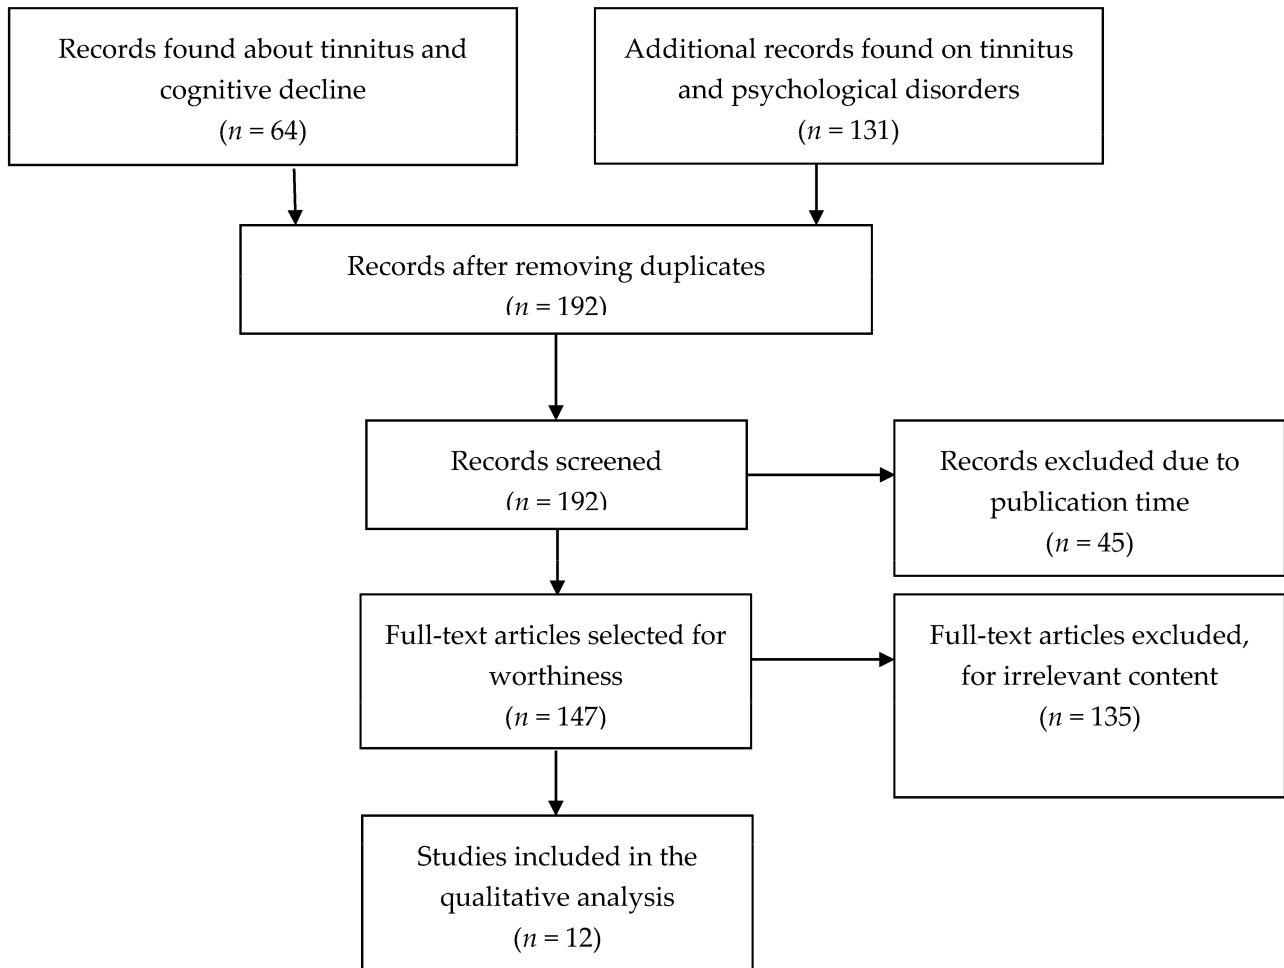 Records found about tinnitus and
cognitive decline
(n = 64)
Additional records found on tinnitus
and psychological disorders
(n = 131)
Records after removing duplicates
(n = 192)
Records screened
(n = 192)
Records excluded due to
publication time
(n = 45)
Full-text articles selected for
worthiness
(n = 147)
Full-text articles excluded,
for irrelevant content
(n = 135)
Studies included in the
qualitative analysis
(n = 12)